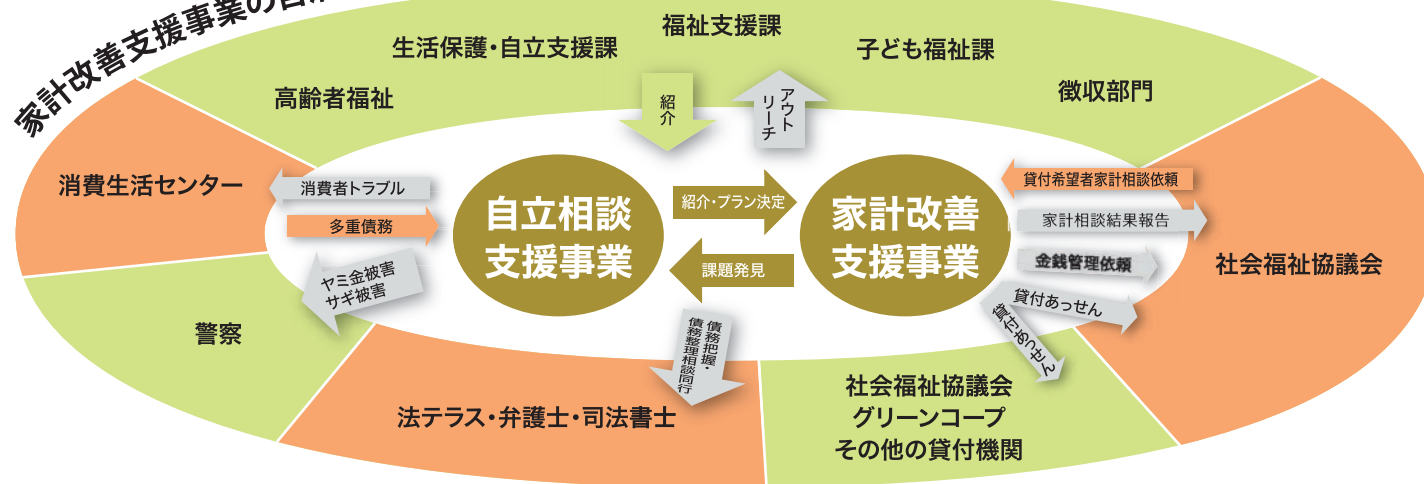 家計改善支援事業の
福祉支援課
生活保護・自立支援課
子ども福祉課
高齢者福祉
徴収部門
紹介
アウト
リーチ
消費生活センター
消費者トラブル
多重債務
ヤミ金被害
サギ被害
自立相談
支援事業
紹介・プラン決定
課題発見
家計改善
支援事業
貸付希望者家計相談依頼
家計相談結果報告
金銭管理依頼
貸付あっせん
貸付あっせん
社会福祉協議会
警察
債務把握・
債務整理相談同行
法テラス・弁護士・司法書士
社会福祉協議会
グリーンコープ
その他の貸付機関